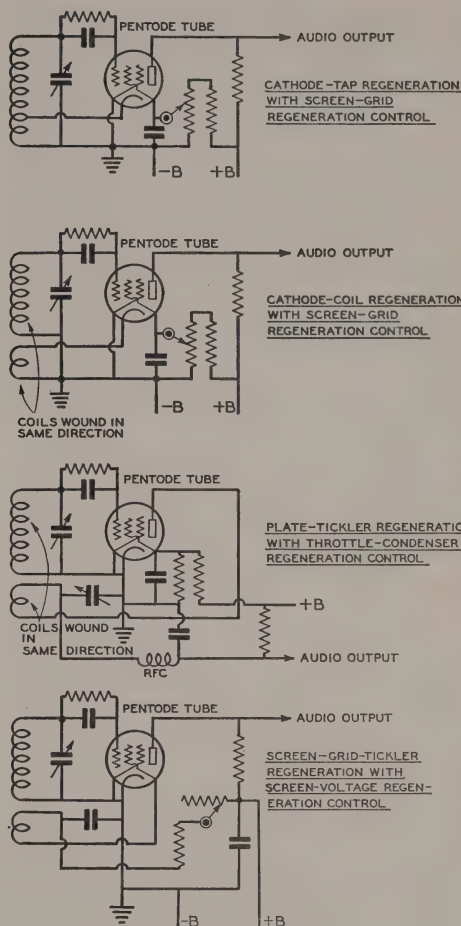 PENTODE TUBE
AUDIO OUTPUT
CATHODE-TAP REGENERATION
WITH SCREEN-GRID
REGENERATION CONTROL
-B
+B
PENTODE TUBE
AUDIO OUTPUT
CATHODE-COIL REGENERATION
WITH SCREEN-GRID
REGENERATION CONTROL
COILS WOUND IN
SAME DIRECTION
-B
+B
PENTODE TUBE
PLATE-TICKLER REGENERATION
WITH THROTTLE-CONDENSER
REGENERATION CONTROL
+B
COILS WOUND
IN
SAME DIRECTION
RFC
AUDIO OUTPUT
PENTODE TUBE
AUDIO OUTPUT
SCREEN-GRID-TICKLER
REGENERATION WITH
SCREEN-VOLTAGE REGEN-
ERATION CONTROL
-B
+B